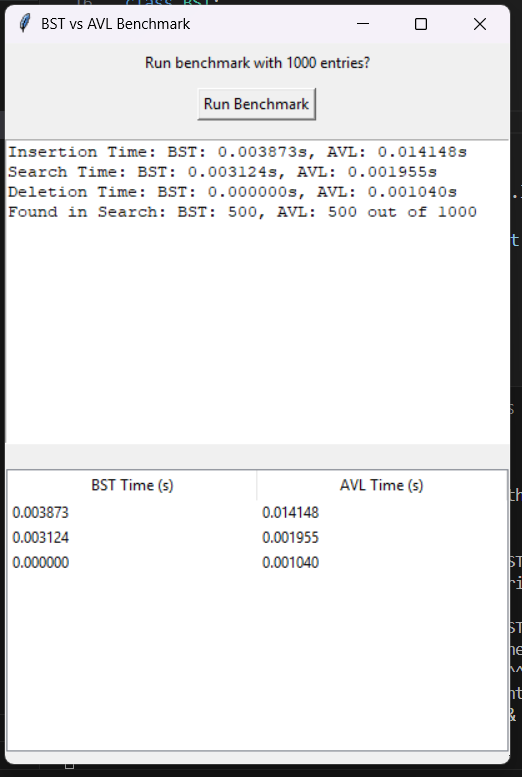 class BST:
BST vs AVL Benchmark
Run benchmark with 1000 entries?
Run Benchmark
Insertion Time: BST: 0.003873s, AVL: 0.014148s
Search Time: BST: 0.003124s, AVL: 0.001955s
Deletion Time: BST: 0.000000s, AVL: 0.001040s
Found in Search: BST: 500, AVL: 500 out of 1000
BST Time (s) AVL Time (s)
0.003873 0.014148
0.003124 0.001955
0.000000 0.001040